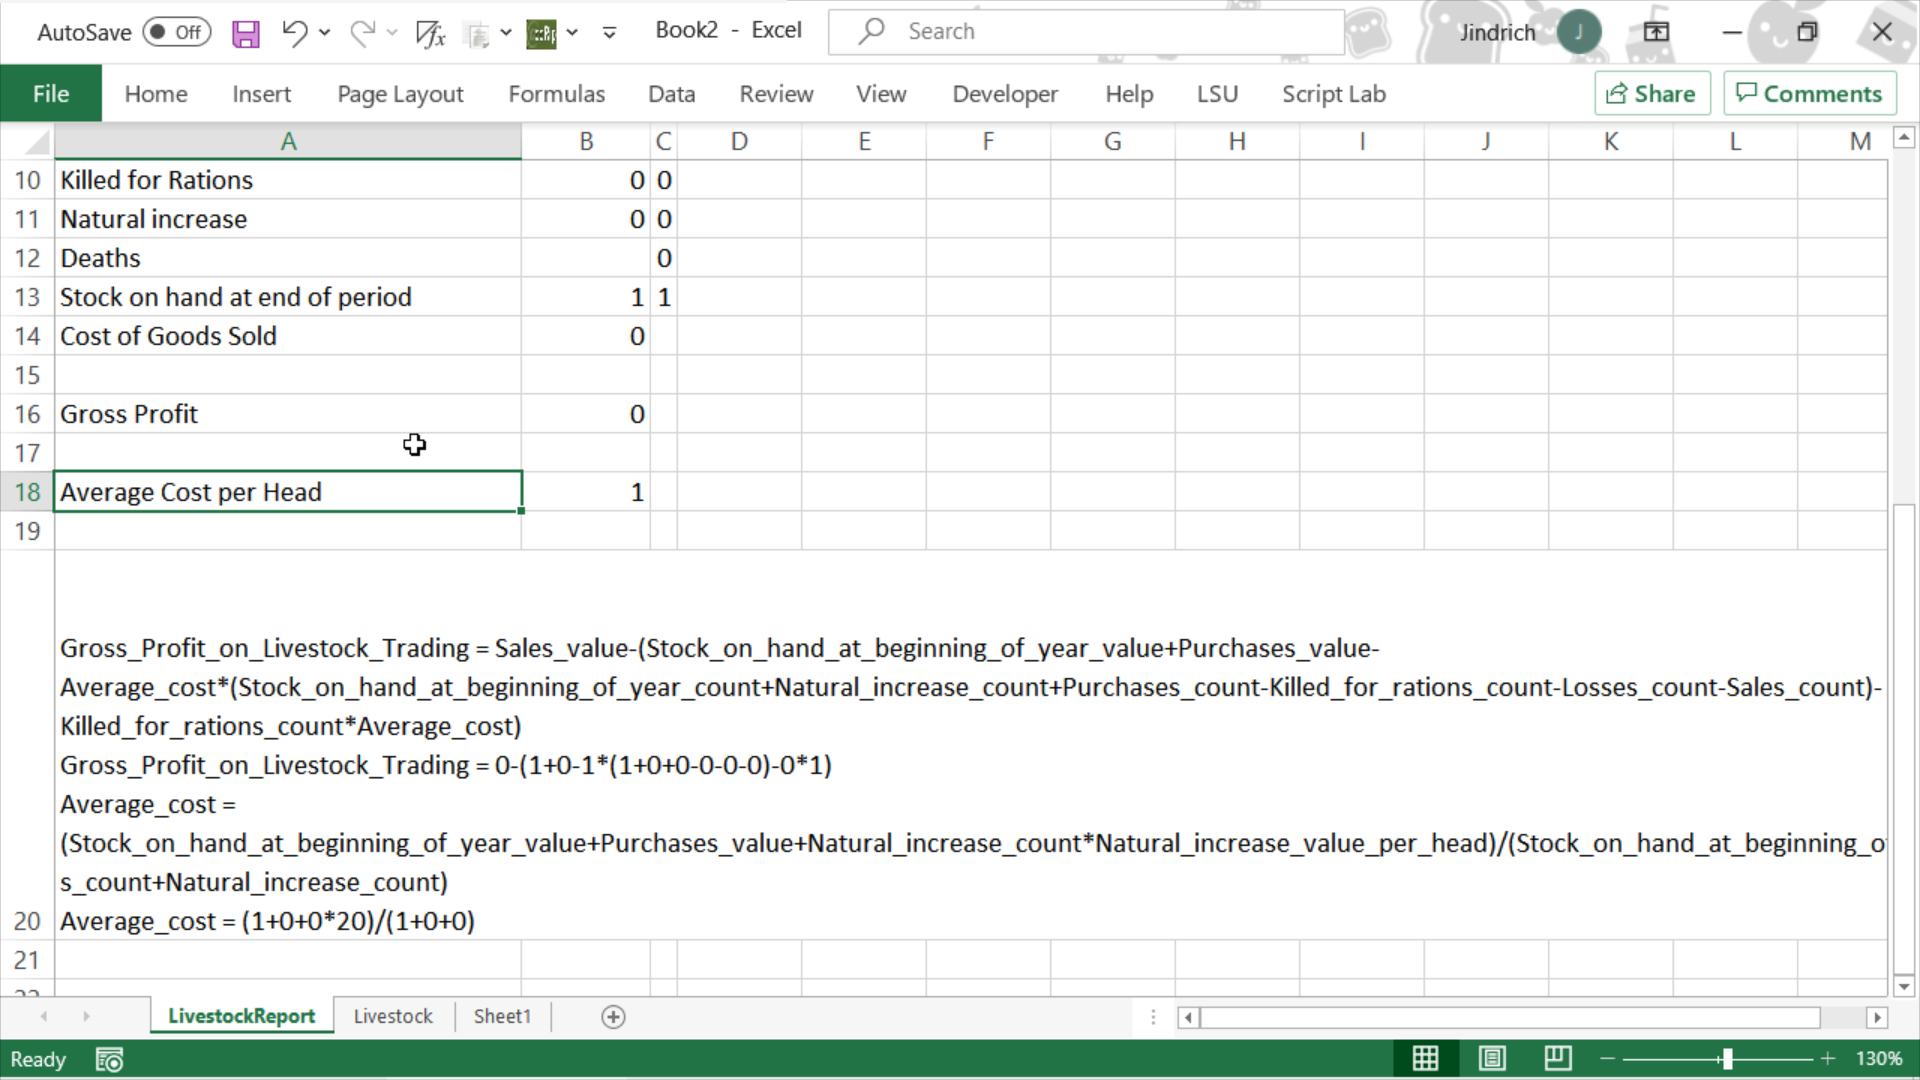 AutoSave Off Book2 - Excel Search Jindrich J
File Home Insert Page Layout Formulas Data Review View Developer Help LSU Script Lab Share Comments
A B C D E F G H I J K L M
10 Killed for Rations 0 0
11 Natural increase 0 0
12 Deaths 0
13 Stock on hand at end of period 1 1
14 Cost of Goods Sold 0
15
16 Gross Profit 0
17
18 Average Cost per Head 1
19
Gross_Profit_on_Livestock_Trading = Sales_value-(Stock_on_hand_at_beginning_of_year_value+Purchases_value-
Average_cost*(Stock_on_hand_at_beginning_of_year_count+Natural_increase_count+Purchases_count-Killed_for_rations_count-Losses_count-Sales_count)-
Killed_for_rations_count*Average_cost)
Gross_Profit_on_Livestock_Trading = 0-(1+0-1*(1+0+0-0-0-0)-0*1)
Average_cost =
(Stock_on_hand_at_beginning_of_year_value+Purchases_value+Natural_increase_count*Natural_increase_value_per_head)/(Stock_on_hand_at_beginning_o
s_count+Natural_increase_count)
20 Average_cost = (1+0+0*20)/(1+0+0)
21
LivestockReport Livestock Sheet1
Ready 130%